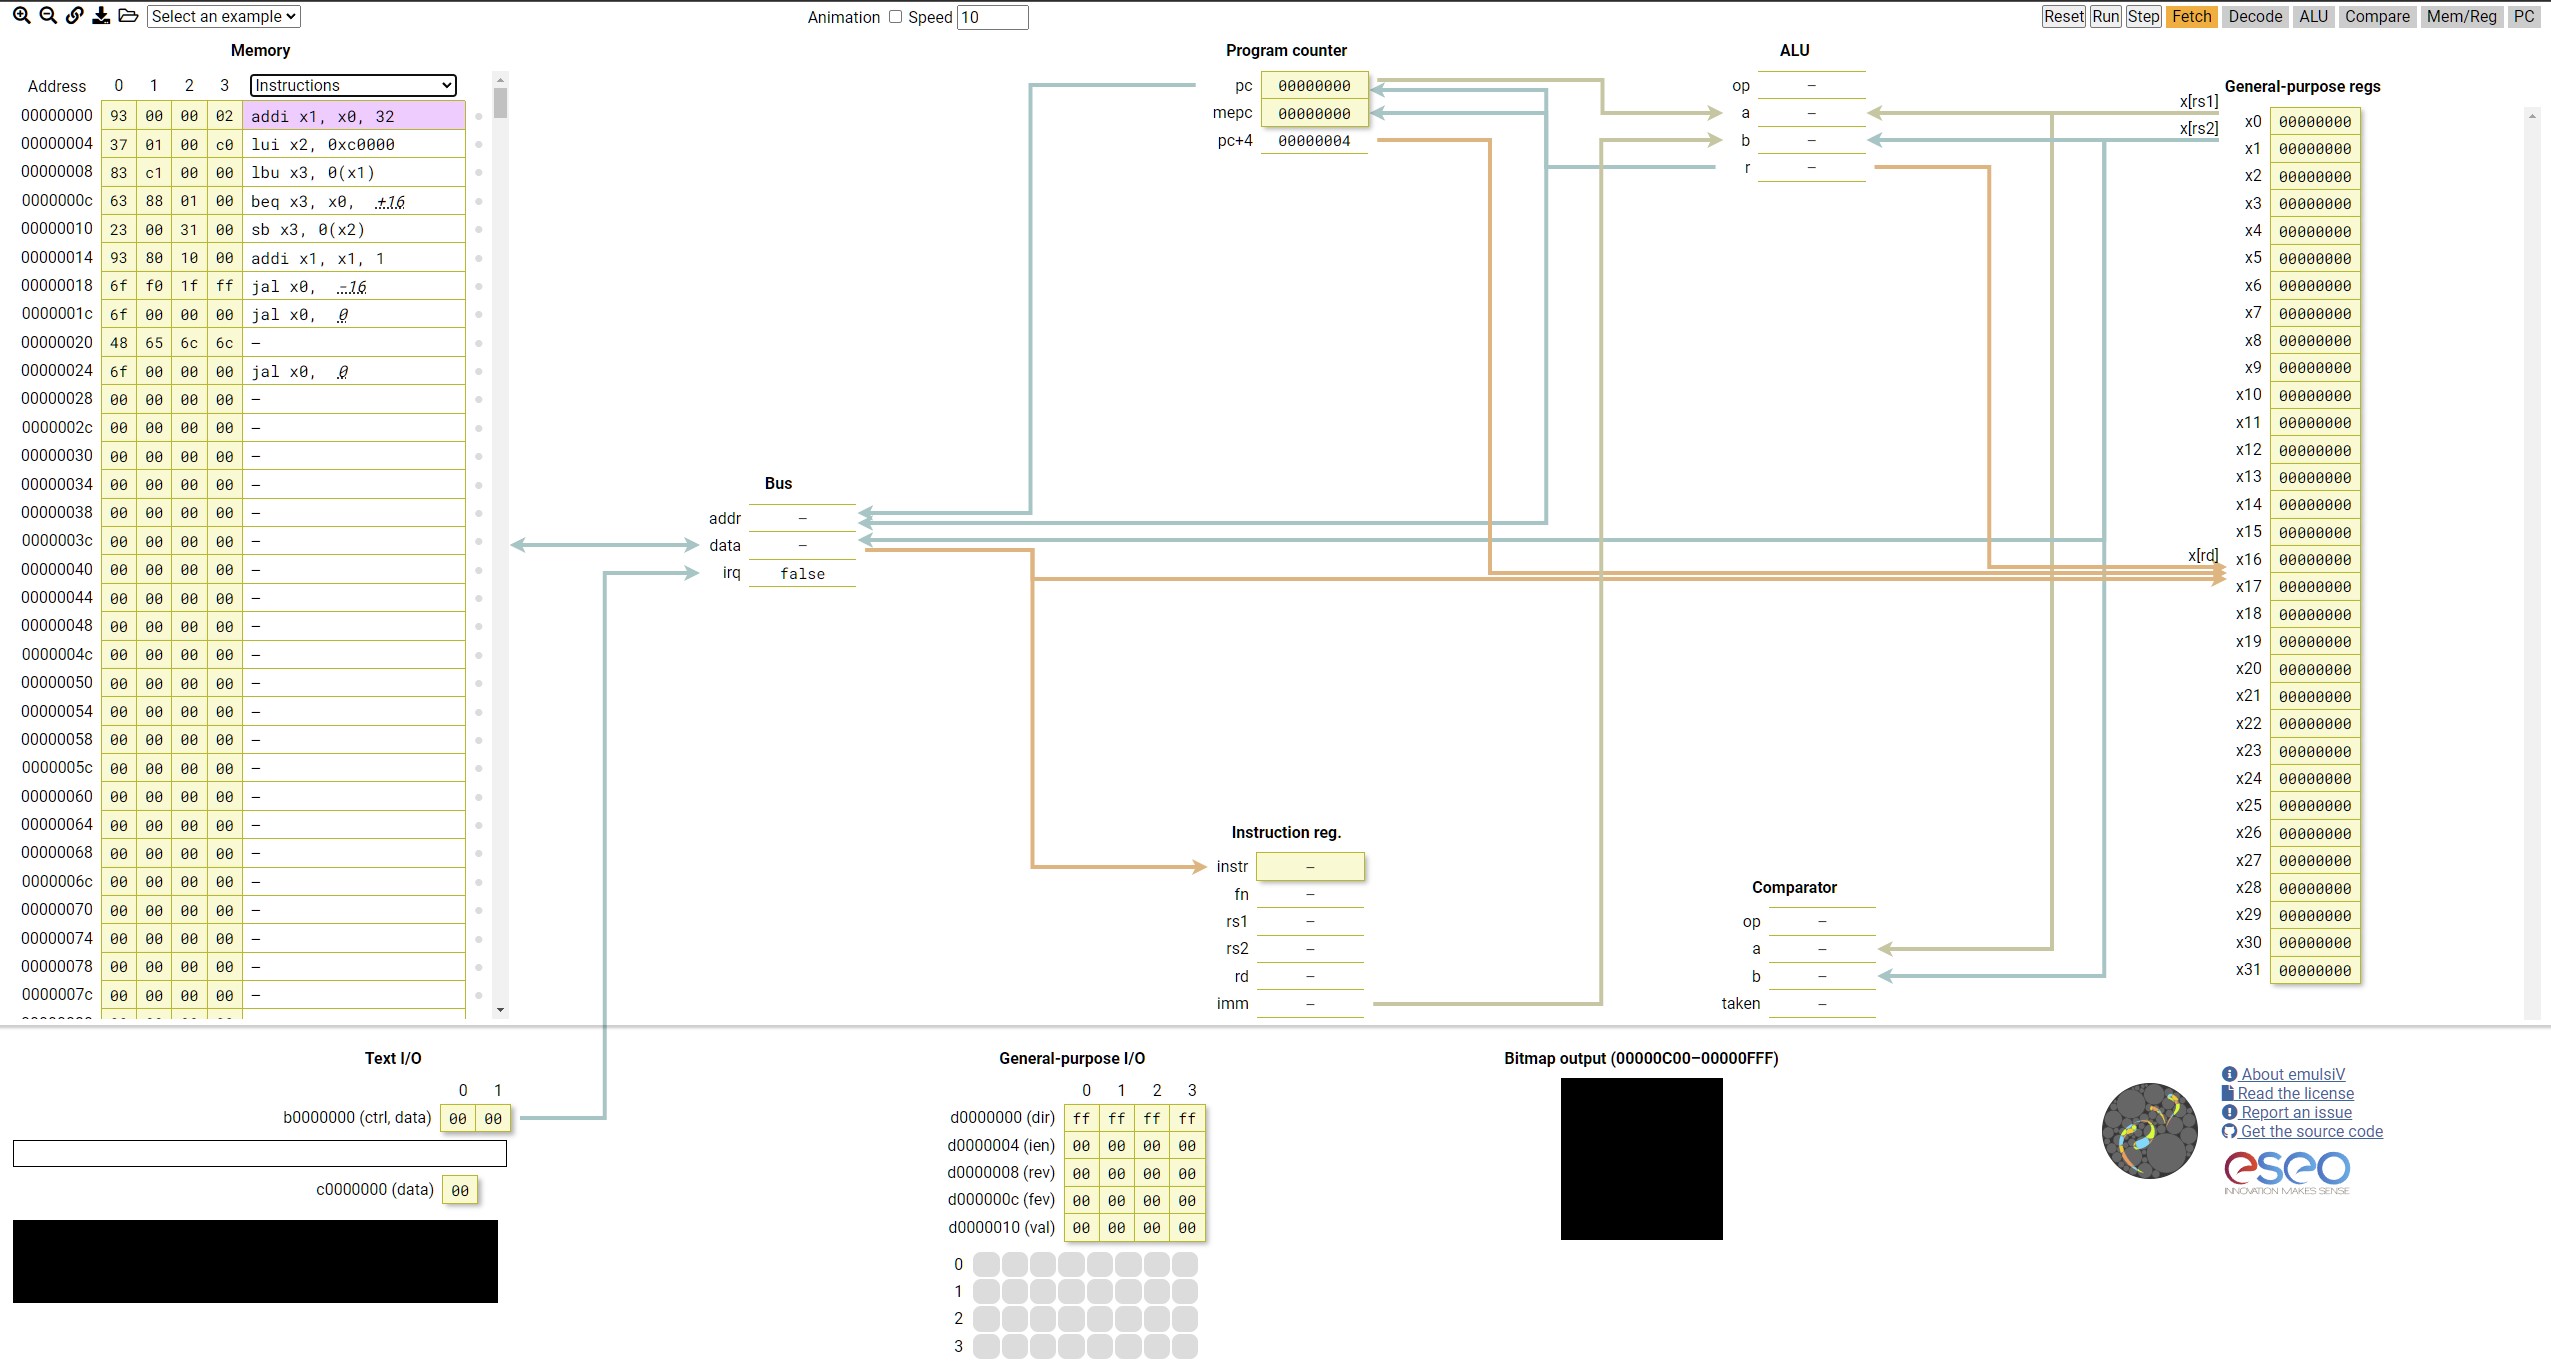 Select an example Animation Speed 10 Reset Run Step Fetch Decode ALU Compare Mem/Reg PC
Memory
Address 0 1 2 3 Instructions
00000000 93 00 00 02 addi x1, x0, 32
00000004 37 01 00 c0 lui x2, 0xc0000
00000008 83 c1 00 00 lbu x3, 0(x1)
0000000c 63 88 01 00 beq x3, x0, +16
00000010 23 00 31 00 sb x3, 0(x2)
00000014 93 80 10 00 addi x1, x1, 1
00000018 6f f0 1f ff jal x0, -16
0000001c 6f 00 00 00 jal x0, 0
00000020 48 65 6c 6c –
00000024 6f 00 00 00 jal x0, 0
00000028 00 00 00 00 –
0000002c 00 00 00 00 –
00000030 00 00 00 00 –
00000034 00 00 00 00 –
00000038 00 00 00 00 –
0000003c 00 00 00 00 –
00000040 00 00 00 00 –
00000044 00 00 00 00 –
00000048 00 00 00 00 –
0000004c 00 00 00 00 –
00000050 00 00 00 00 –
00000054 00 00 00 00 –
00000058 00 00 00 00 –
0000005c 00 00 00 00 –
00000060 00 00 00 00 –
00000064 00 00 00 00 –
00000068 00 00 00 00 –
0000006c 00 00 00 00 –
00000070 00 00 00 00 –
00000074 00 00 00 00 –
00000078 00 00 00 00 –
0000007c 00 00 00 00 –
Bus
addr –
data –
irq false
Program counter
pc 00000000
mepc 00000000
pc+4 00000004
Instruction reg.
instr –
fn –
rs1 –
rs2 –
rd –
imm –
ALU
op –
a –
b –
r –
Comparator
op –
a –
b –
taken –
General-purpose regs
x[rs1]
x[rs2]
x[rd]
x0 00000000
x1 00000000
x2 00000000
x3 00000000
x4 00000000
x5 00000000
x6 00000000
x7 00000000
x8 00000000
x9 00000000
x10 00000000
x11 00000000
x12 00000000
x13 00000000
x14 00000000
x15 00000000
x16 00000000
x17 00000000
x18 00000000
x19 00000000
x20 00000000
x21 00000000
x22 00000000
x23 00000000
x24 00000000
x25 00000000
x26 00000000
x27 00000000
x28 00000000
x29 00000000
x30 00000000
x31 00000000
Text I/O
0 1
b0000000 (ctrl, data) 00 00
c0000000 (data) 00
General-purpose I/O
0 1 2 3
d0000000 (dir) ff ff ff ff
d0000004 (ien) 00 00 00 00
d0000008 (rev) 00 00 00 00
d000000c (fev) 00 00 00 00
d0000010 (val) 00 00 00 00
0
1
2
3
Bitmap output (00000C00–00000FFF)
About emulsiV
Read the license
Report an issue
Get the source code
eseo
INNOVATION MAKES SENSE